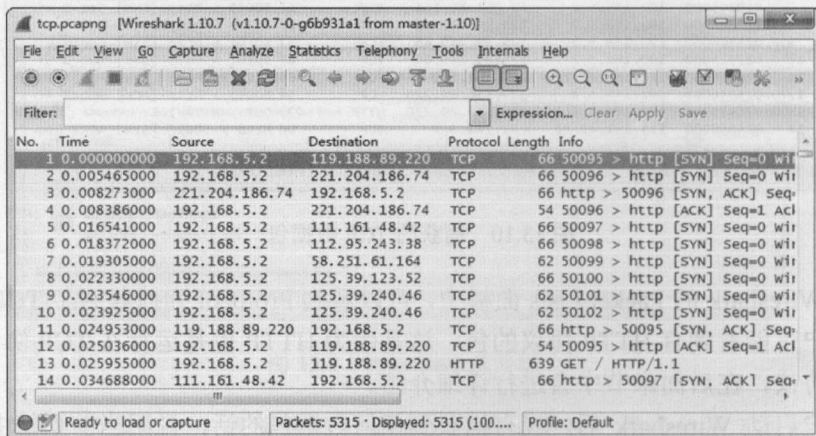 tcp.pcapng [Wireshark 1.10.7 (v1.10.7-0-g6b931a1 from master-1.10)]
File Edit View Go Capture Analyze Statistics Telephony Tools Internals Help
Filter: Expression... Clear Apply Save
No. Time Source Destination Protocol Length Info
1 0.000000000 192.168.5.2 119.188.89.220 TCP 66 50095 > http [SYN] Seq=0 Wi
2 0.005465000 192.168.5.2 221.204.186.74 TCP 66 50096 > http [SYN] Seq=0 Wi
3 0.008273000 221.204.186.74 192.168.5.2 TCP 66 http > 50096 [SYN, ACK] Seq
4 0.008386000 192.168.5.2 221.204.186.74 TCP 54 50096 > http [ACK] Seq=1 Ac
5 0.016541000 192.168.5.2 111.161.48.42 TCP 66 50097 > http [SYN] Seq=0 Wi
6 0.018372000 192.168.5.2 112.95.243.38 TCP 66 50098 > http [SYN] Seq=0 Wi
7 0.019305000 192.168.5.2 58.251.61.164 TCP 62 50099 > http [SYN] Seq=0 Wi
8 0.022330000 192.168.5.2 125.39.123.52 TCP 66 50100 > http [SYN] Seq=0 Wi
9 0.023546000 192.168.5.2 125.39.240.46 TCP 62 50101 > http [SYN] Seq=0 Wi
10 0.023925000 192.168.5.2 125.39.240.46 TCP 62 50102 > http [SYN] Seq=0 Wi
11 0.024953000 119.188.89.220 192.168.5.2 TCP 66 http > 50095 [SYN, ACK] Seq
12 0.025036000 192.168.5.2 119.188.89.220 TCP 54 50095 > http [ACK] Seq=1 Ac
13 0.025955000 192.168.5.2 119.188.89.220 HTTP 639 GET / HTTP/1.1
14 0.034688000 111.161.48.42 192.168.5.2 TCP 66 http > 50097 [SYN, ACK] Seq
Ready to load or capture Packets: 5315 · Displayed: 5315 (100.... Profile: Default